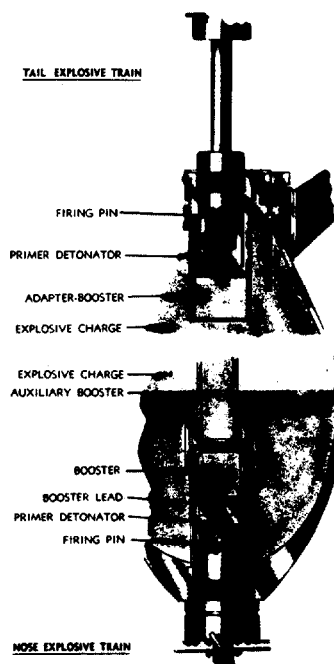 TAIL EXPLOSIVE TRAIN
FIRING PIN
PRIMER DETONATOR
ADAPTER-BOOSTER
EXPLOSIVE CHARGE
EXPLOSIVE CHARGE
AUXILIARY BOOSTER
BOOSTER
BOOSTER LEAD
PRIMER DETONATOR
FIRING PIN
NOSE EXPLOSIVE TRAIN